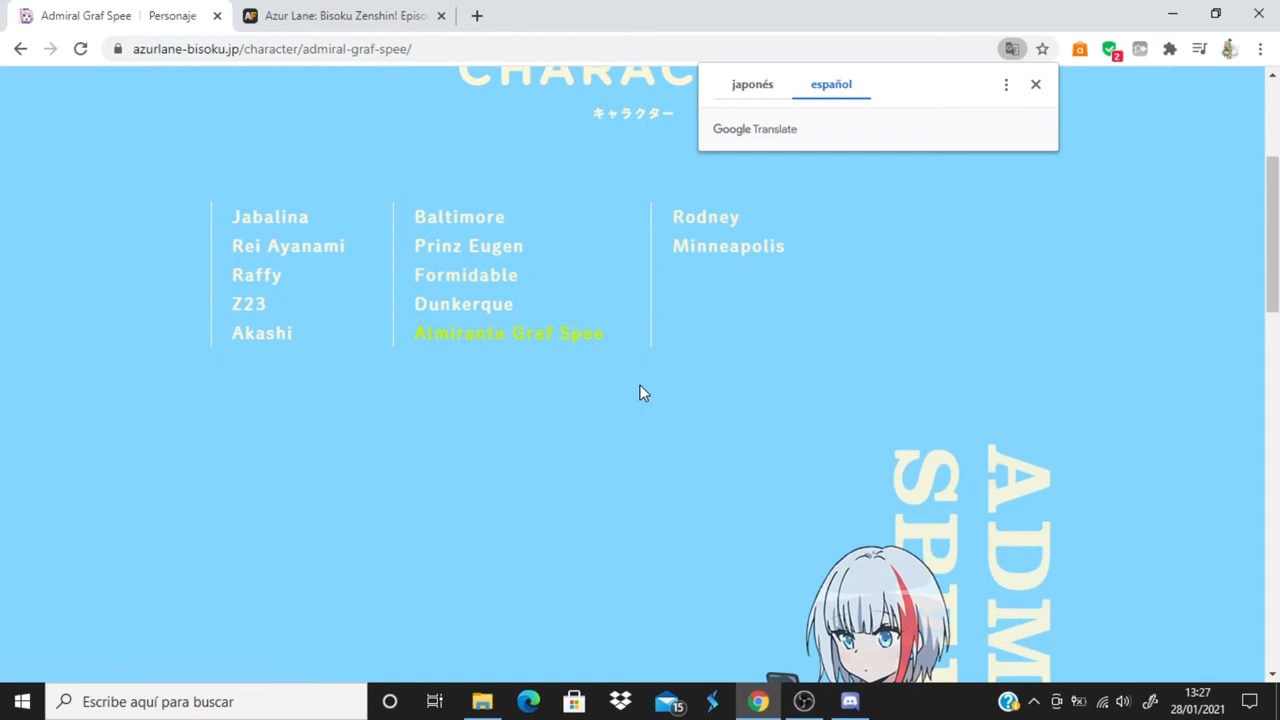 Admiral Graf Spee | Personaje
Azur Lane: Bisoku Zenshin! Episo
azurlane-bisoku.jp/character/admiral-graf-spee/
2
japonés español
Google Translate
CHARAC
キャラクター
Jabalina
Rei Ayanami
Raffy
Z23
Akashi
Baltimore
Prinz Eugen
Formidable
Dunkerque
Almirante Graf Spee
Rodney
Minneapolis
ADM
SP
Escribe aquí para buscar
15
13:27
28/01/2021